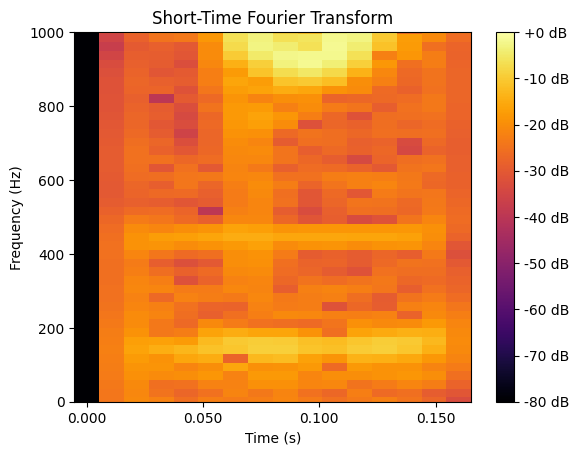 Short-Time Fourier Transform
1000
800
600
400
200
0
Frequency (Hz)
0.000
0.050
0.100
0.150
Time (s)
+0 dB
-10 dB
-20 dB
-30 dB
-40 dB
-50 dB
-60 dB
-70 dB
-80 dB